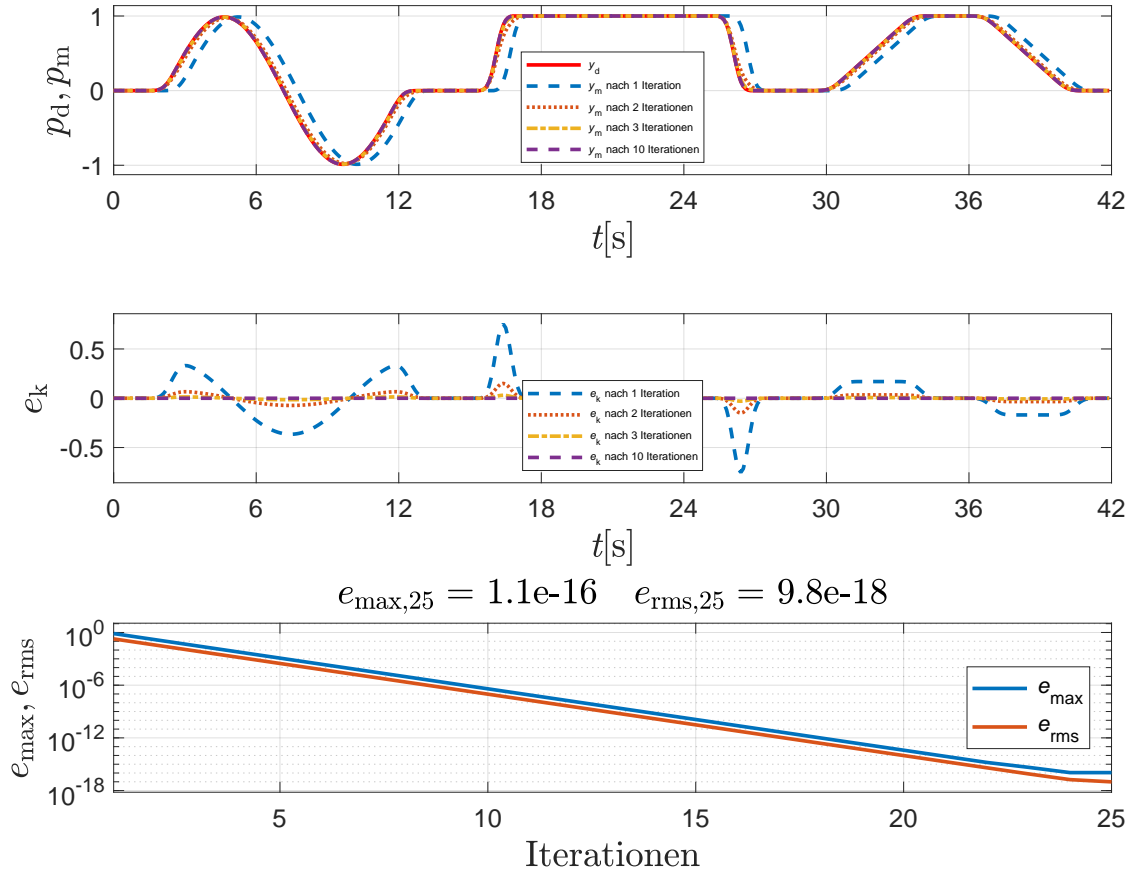 1
0
-1
p_d, p_m
y_d
y_m nach 1 Iteration
y_m nach 2 Iterationen
y_m nach 3 Iterationen
y_m nach 10 Iterationen
0 6 12 18 24 30 36 42
t[s]
0.5
0
-0.5
e_k
e_k nach 1 Iteration
e_k nach 2 Iterationen
e_k nach 3 Iterationen
e_k nach 10 Iterationen
0 6 12 18 24 30 36 42
t[s]
e_max,25 = 1.1e-16 e_rms,25 = 9.8e-18
10^0
10^-6
10^-12
10^-18
e_max, e_rms
e_max
e_rms
5 10 15 20 25
Iterationen